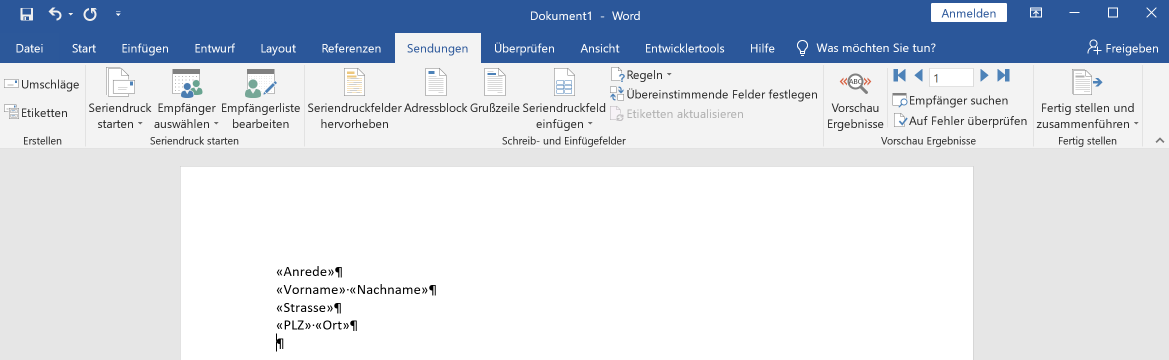 Dokument1 - Word
Anmelden
Datei Start Einfügen Entwurf Layout Referenzen Sendungen Überprüfen Ansicht Entwicklertools Hilfe Was möchten Sie tun? Freigeben
Umschläge
Etiketten
Erstellen
Seriendruck starten
Empfänger auswählen
Empfängerliste bearbeiten
Seriendruck starten
Seriendruckfelder hervorheben
Adressblock
Grußzeile
Seriendruckfeld einfügen
Regeln
Übereinstimmende Felder festlegen
Etiketten aktualisieren
Schreib- und Einfügefelder
ABC
Vorschau Ergebnisse
1
Empfänger suchen
Auf Fehler überprüfen
Vorschau Ergebnisse
Fertig stellen und zusammenführen
Fertig stellen
«Anrede»¶
«Vorname»·«Nachname»¶
«Strasse»¶
«PLZ»·«Ort»¶
¶